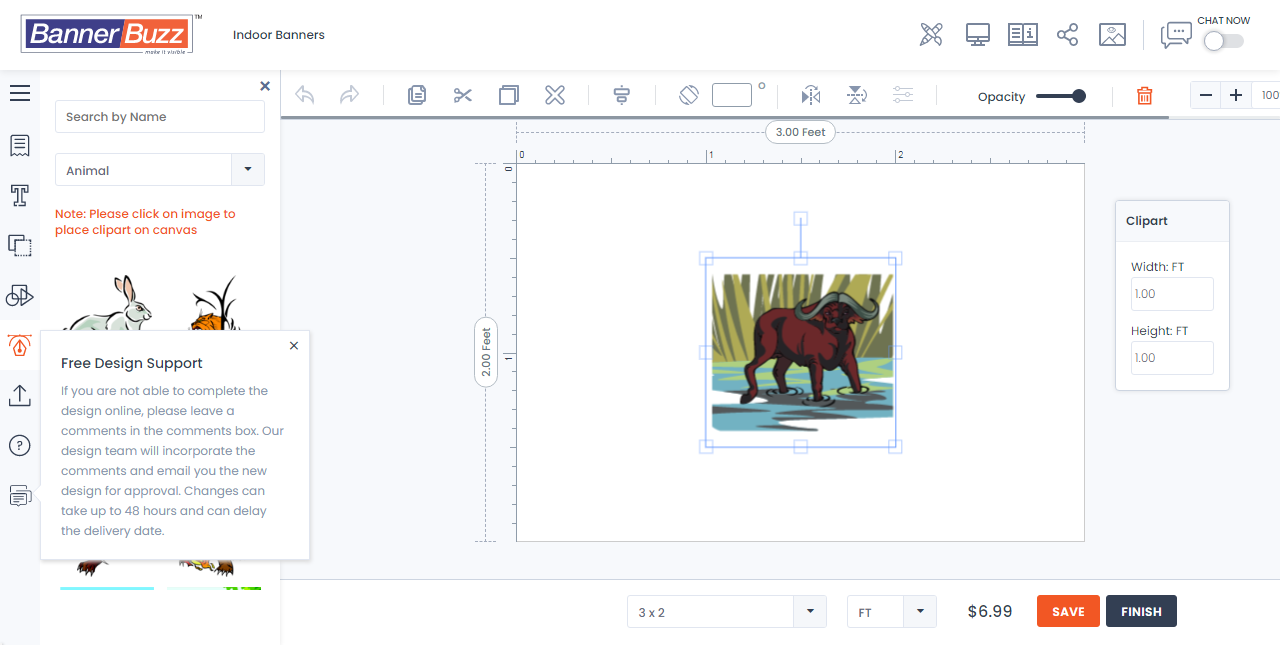 BannerBuzz™
make it visible
Indoor Banners
CHAT NOW
Search by Name
Animal
Note: Please click on image to
place clipart on canvas
Free Design Support
If you are not able to complete the
design online, please leave a
comments in the comments box. Our
design team will incorporate the
comments and email you the new
design for approval. Changes can
take up to 48 hours and can delay
the delivery date.
Opacity
100
3.00 Feet
0
1
2
0
1
2.00 Feet
Clipart
Width: FT
1.00
Height: FT
1.00
3 x 2
FT
$6.99
SAVE
FINISH